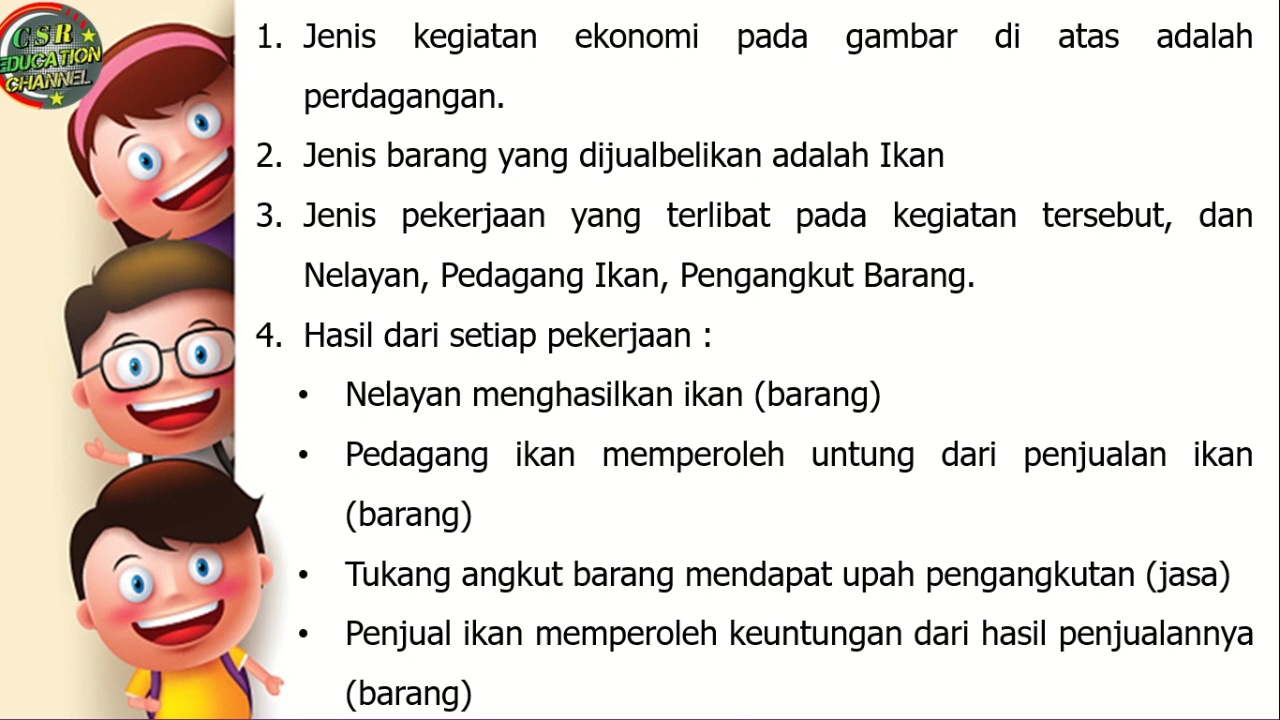 CSR
EDUCATION
CHANNEL
1. Jenis kegiatan ekonomi pada gambar di atas adalah
perdagangan.
2. Jenis barang yang dijualbelikan adalah Ikan
3. Jenis pekerjaan yang terlibat pada kegiatan tersebut, dan
Nelayan, Pedagang Ikan, Pengangkut Barang.
4. Hasil dari setiap pekerjaan :
• Nelayan menghasilkan ikan (barang)
• Pedagang ikan memperoleh untung dari penjualan ikan
(barang)
• Tukang angkut barang mendapat upah pengangkutan (jasa)
• Penjual ikan memperoleh keuntungan dari hasil penjualannya
(barang)